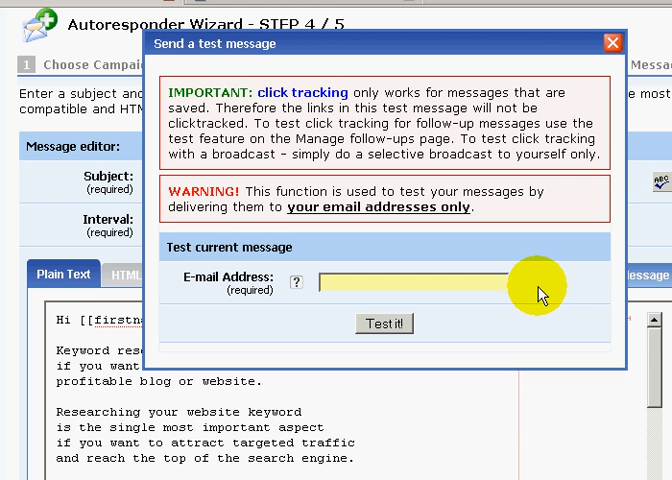 Autoresponder Wizard - STEP 4 / 5
Send a test message
1 Choose Campai
Messag
Enter a subject and
e most
compatible and HTM
IMPORTANT: click tracking only works for messages that are
saved. Therefore the links in this test message will not be
clicktracked. To test click tracking for follow-up messages use the
test feature on the Manage follow-ups page. To test click tracking
with a broadcast - simply do a selective broadcast to yourself only.
Message editor:
Subject:
(required)
ABC
WARNING! This function is used to test your messages by
delivering them to your email addresses only.
Interval:
(required)
Test current message
Plain Text
HTML
essage
E-mail Address:
(required)
?
Test it!
Hi [[firstna
Keyword rese
if you want
profitable blog or website.
Researching your website keyword
is the single most important aspect
if you want to attract targeted traffic
and reach the top of the search engine.